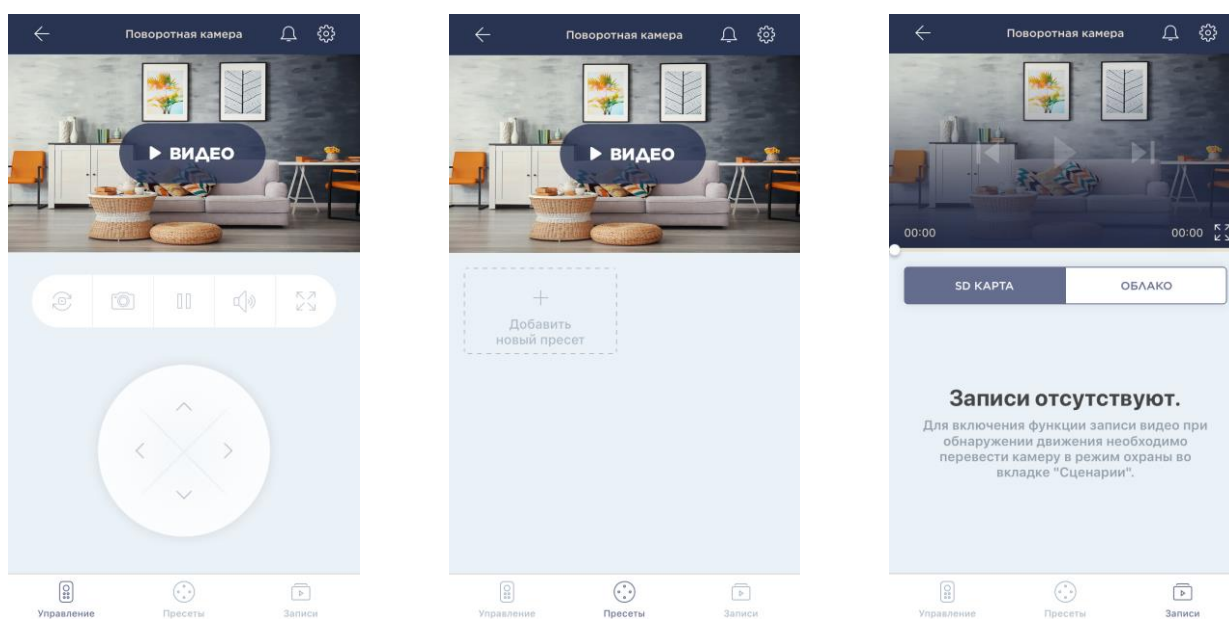 Поворотная камера
ВИДЕО
Управление
Пресеты
Записи
Поворотная камера
ВИДЕО
Добавить
новый пресет
Управление
Пресеты
Записи
Поворотная камера
00:00
00:00
SD КАРТА
ОБЛАКО
Записи отсутствуют.
Для включения функции записи видео при
обнаружении движения необходимо
перевести камеру в режим охраны во
вкладке "Сценарии".
Управление
Пресеты
Записи